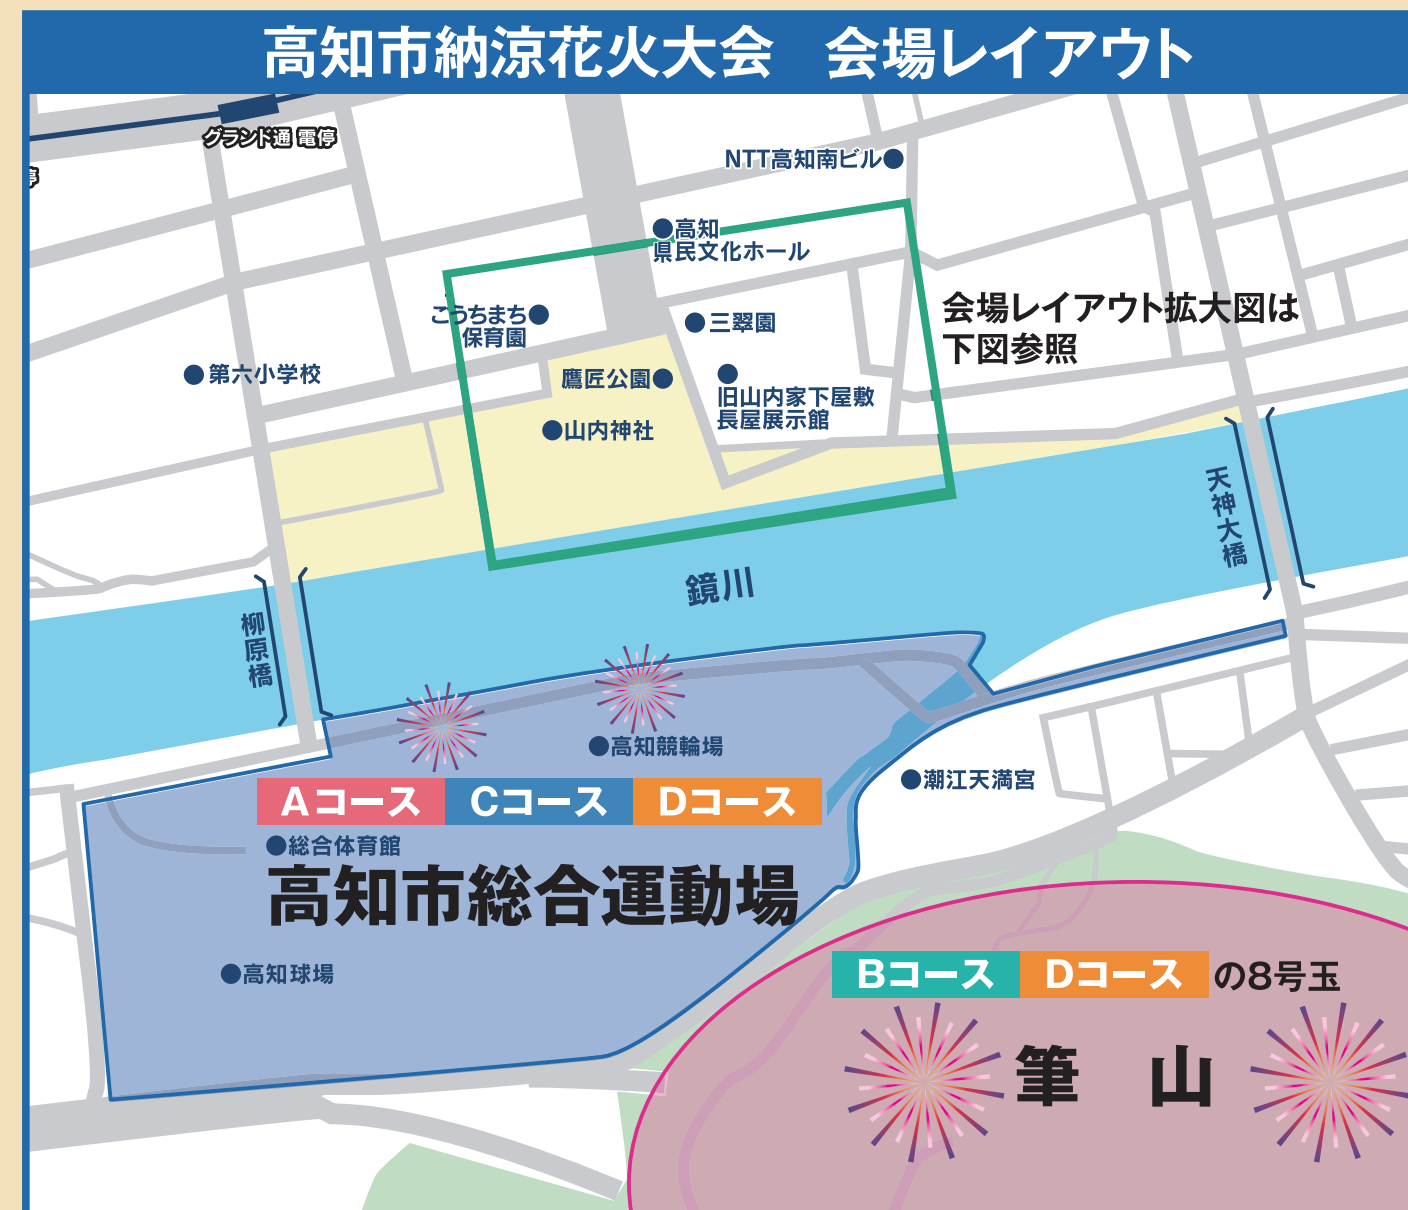 高知市納涼花火大会　会場レイアウト
グランド通 電停
停
NTT高知南ビル
高知
県民文化ホール
こうちまち
保育園
三翠園
会場レイアウト拡大図は
下図参照
第六小学校
鷹匠公園
旧山内家下屋敷
長屋展示館
山内神社
天神大橋
鏡川
柳原橋
高知競輪場
Aコース Cコース Dコース
潮江天満宮
総合体育館
高知市総合運動場
高知球場
Bコース Dコース の8号玉
筆　山